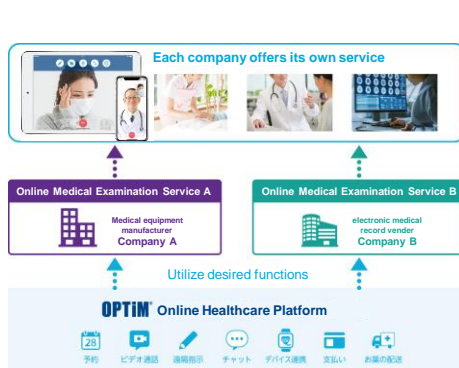 Each company offers its own service
Online Medical Examination Service A
Medical equipment
manufacturer
Company A
Online Medical Examination Service B
electronic medical
record vender
Company B
Utilize desired functions
OPTiM Online Healthcare Platform
28
予約
ビデオ通話
遠隔指示
チャット
デバイス連携
支払い
お薬の配送